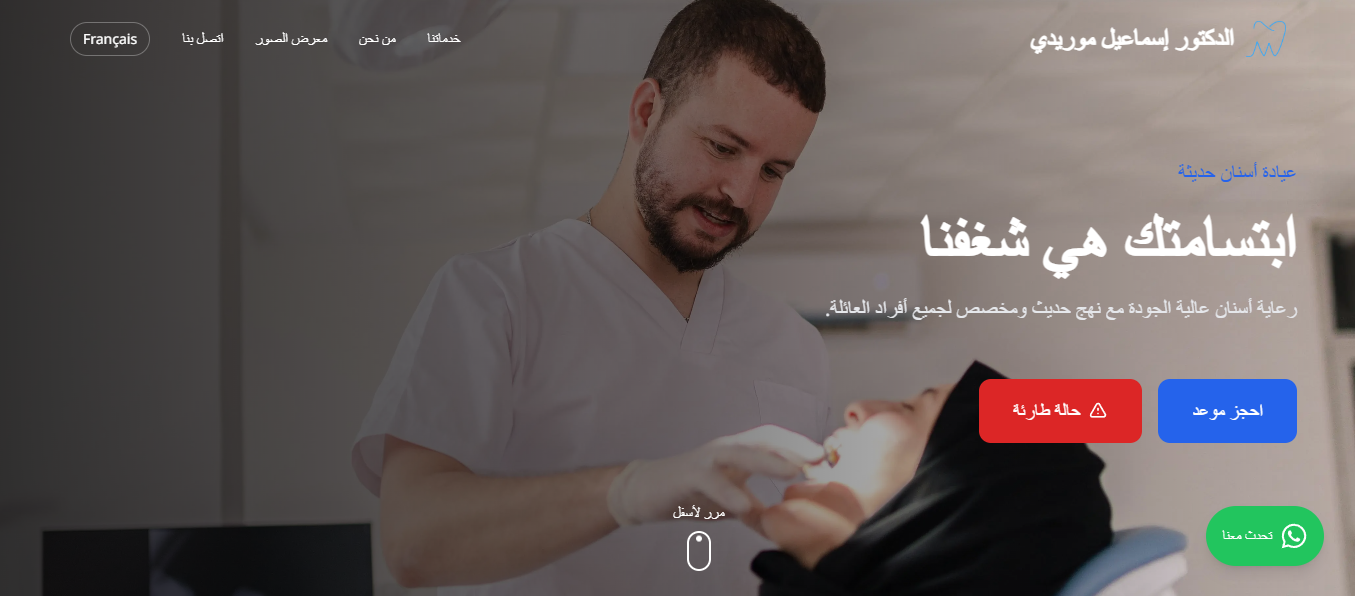 الدكتور إسماعيل موريدي
خدماتنا
من نحن
معرض الصور
اتصل بنا
Français
عيادة أسنان حديثة
ابتسامتك هي شغفنا
رعاية أسنان عالية الجودة مع نهج حديث ومخصص لجميع أفراد العائلة.
احجز موعد
حالة طارئة
مرر لأسفل
تحدث معنا